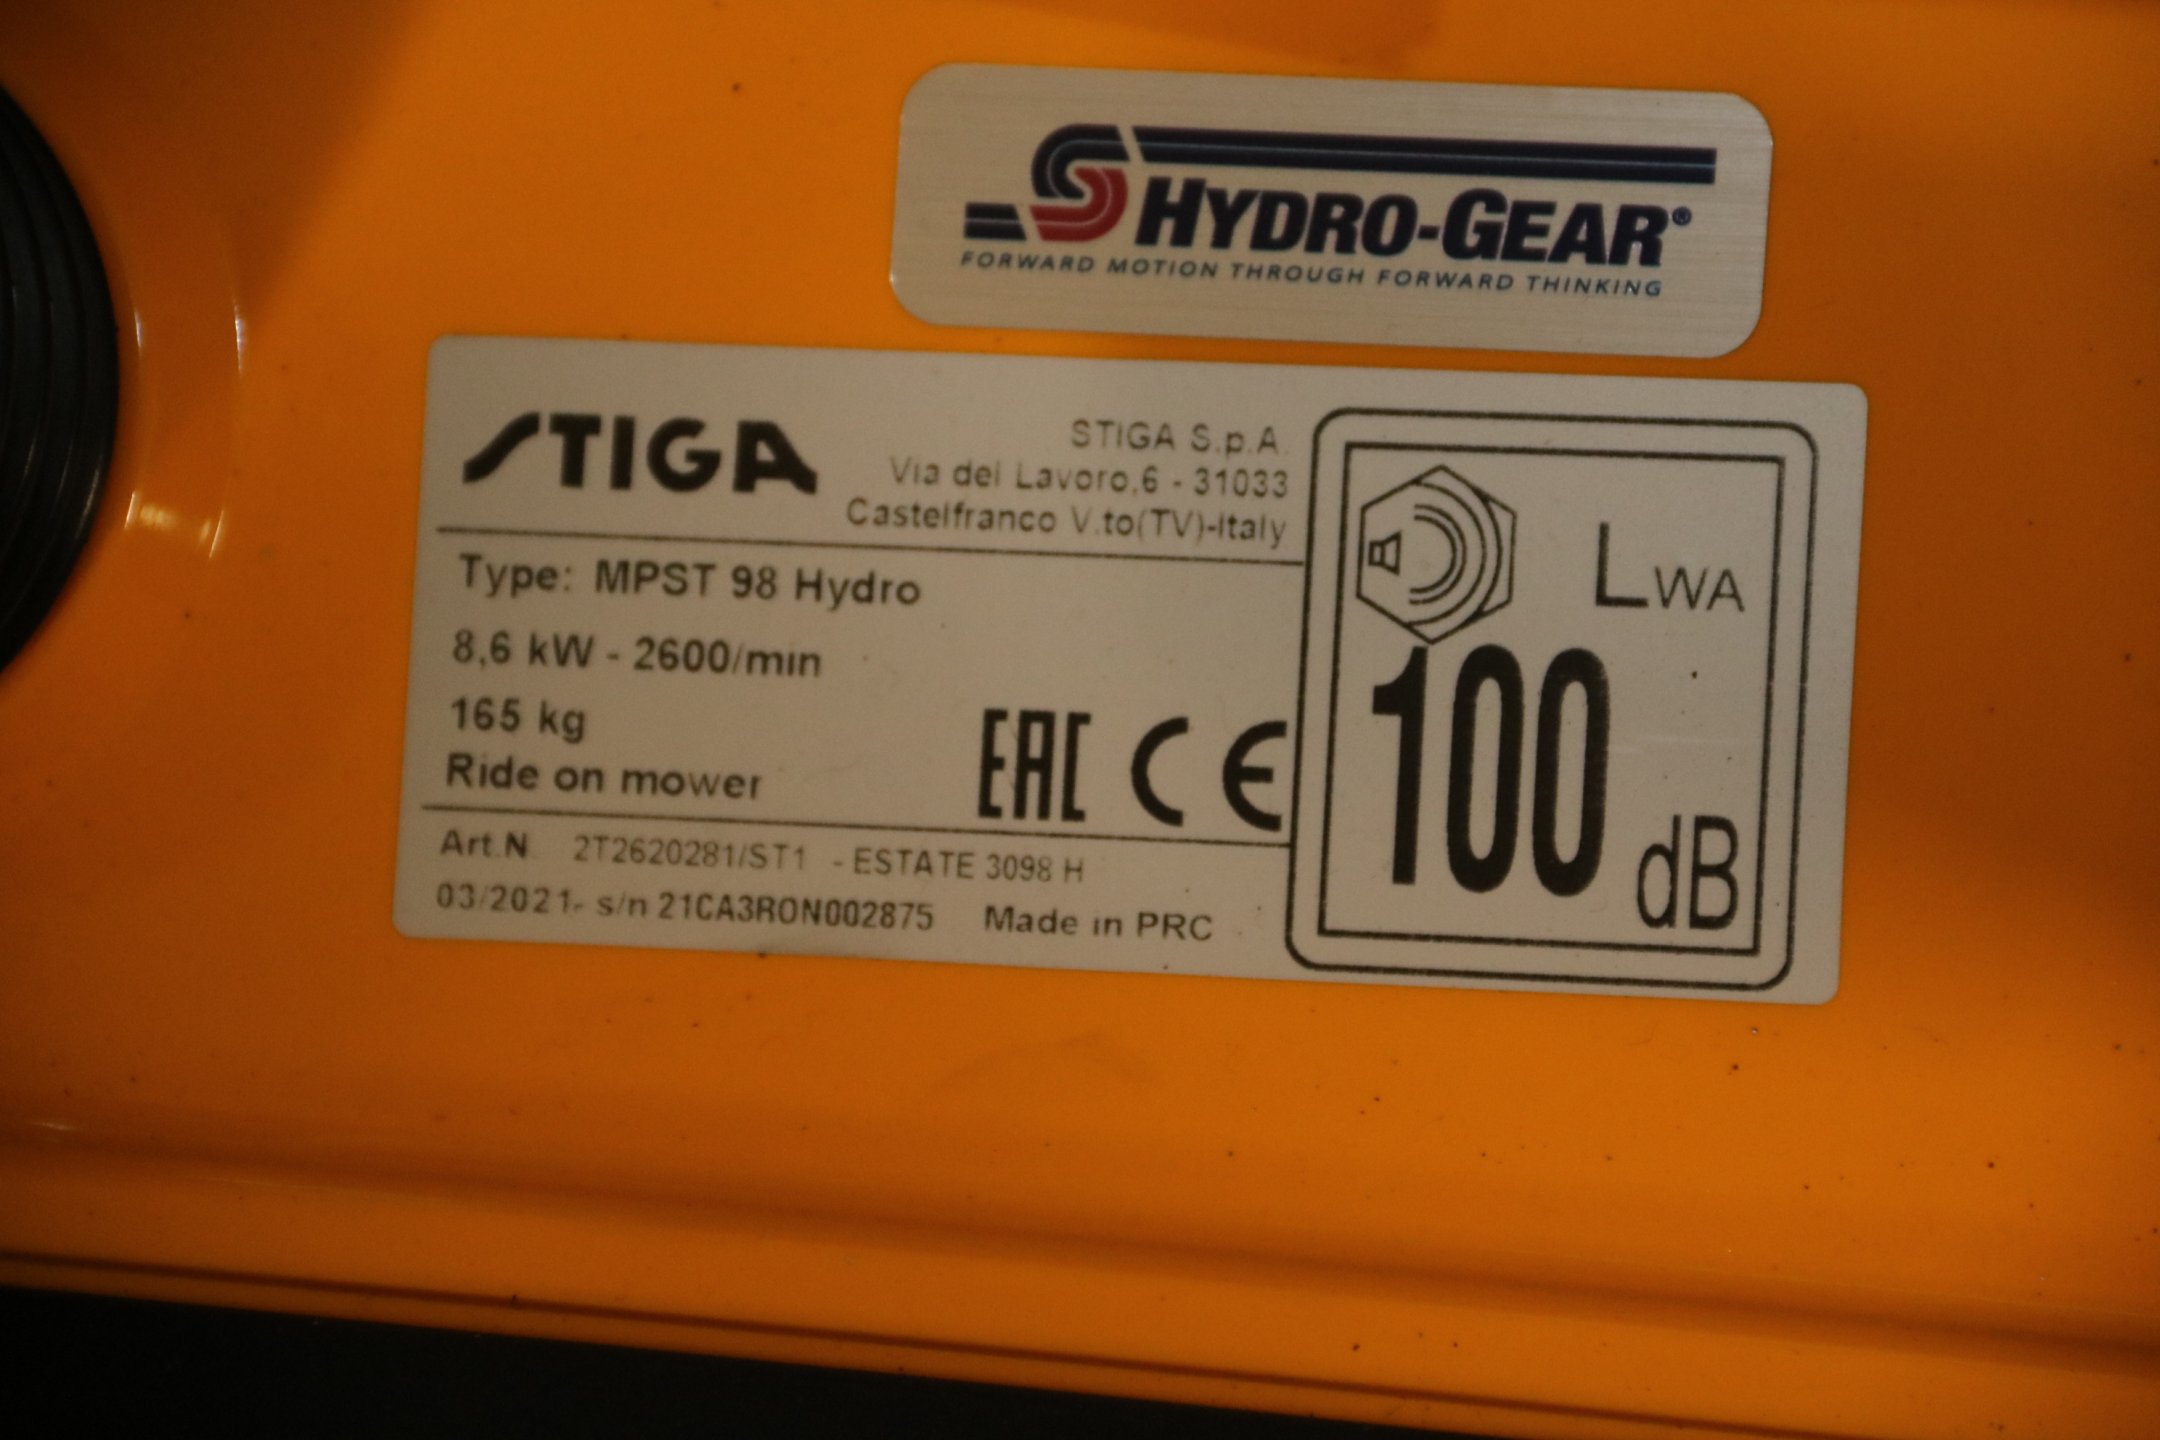 HYDRO-GEAR®
FORWARD MOTION THROUGH FORWARD THINKING
STIGA
STIGA S.p.A.
Via del Lavoro,6 - 31033
Castelfranco V.to(TV)-Italy
Type: MPST 98 Hydro
8,6 kW - 2600/min
165 kg
Ride on mower
EAC CE
Art.N 2T2620281/ST1 - ESTATE 3098 H
03/2021- s/n 21CA3RON002875 Made in PRC
LWA
100 dB